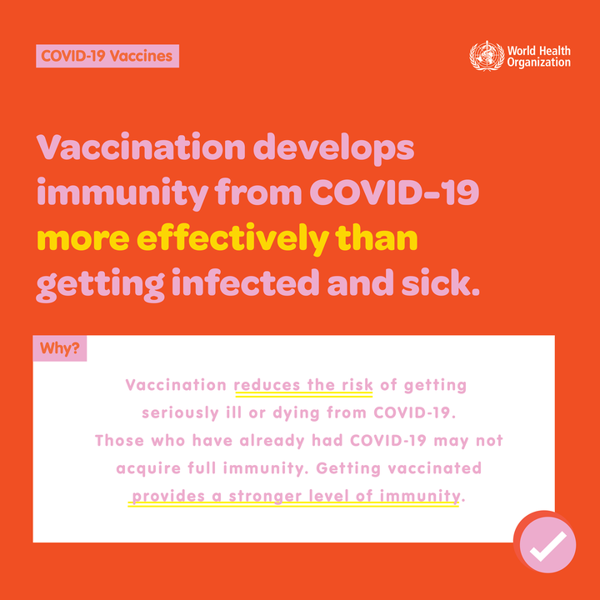 COVID-19 Vaccines
World Health
Organization
Vaccination develops
immunity from COVID-19
more effectively than
getting infected and sick.
Why?
Vaccination reduces the risk of getting
seriously ill or dying from COVID-19.
Those who have already had COVID-19 may not
acquire full immunity. Getting vaccinated
provides a stronger level of immunity.